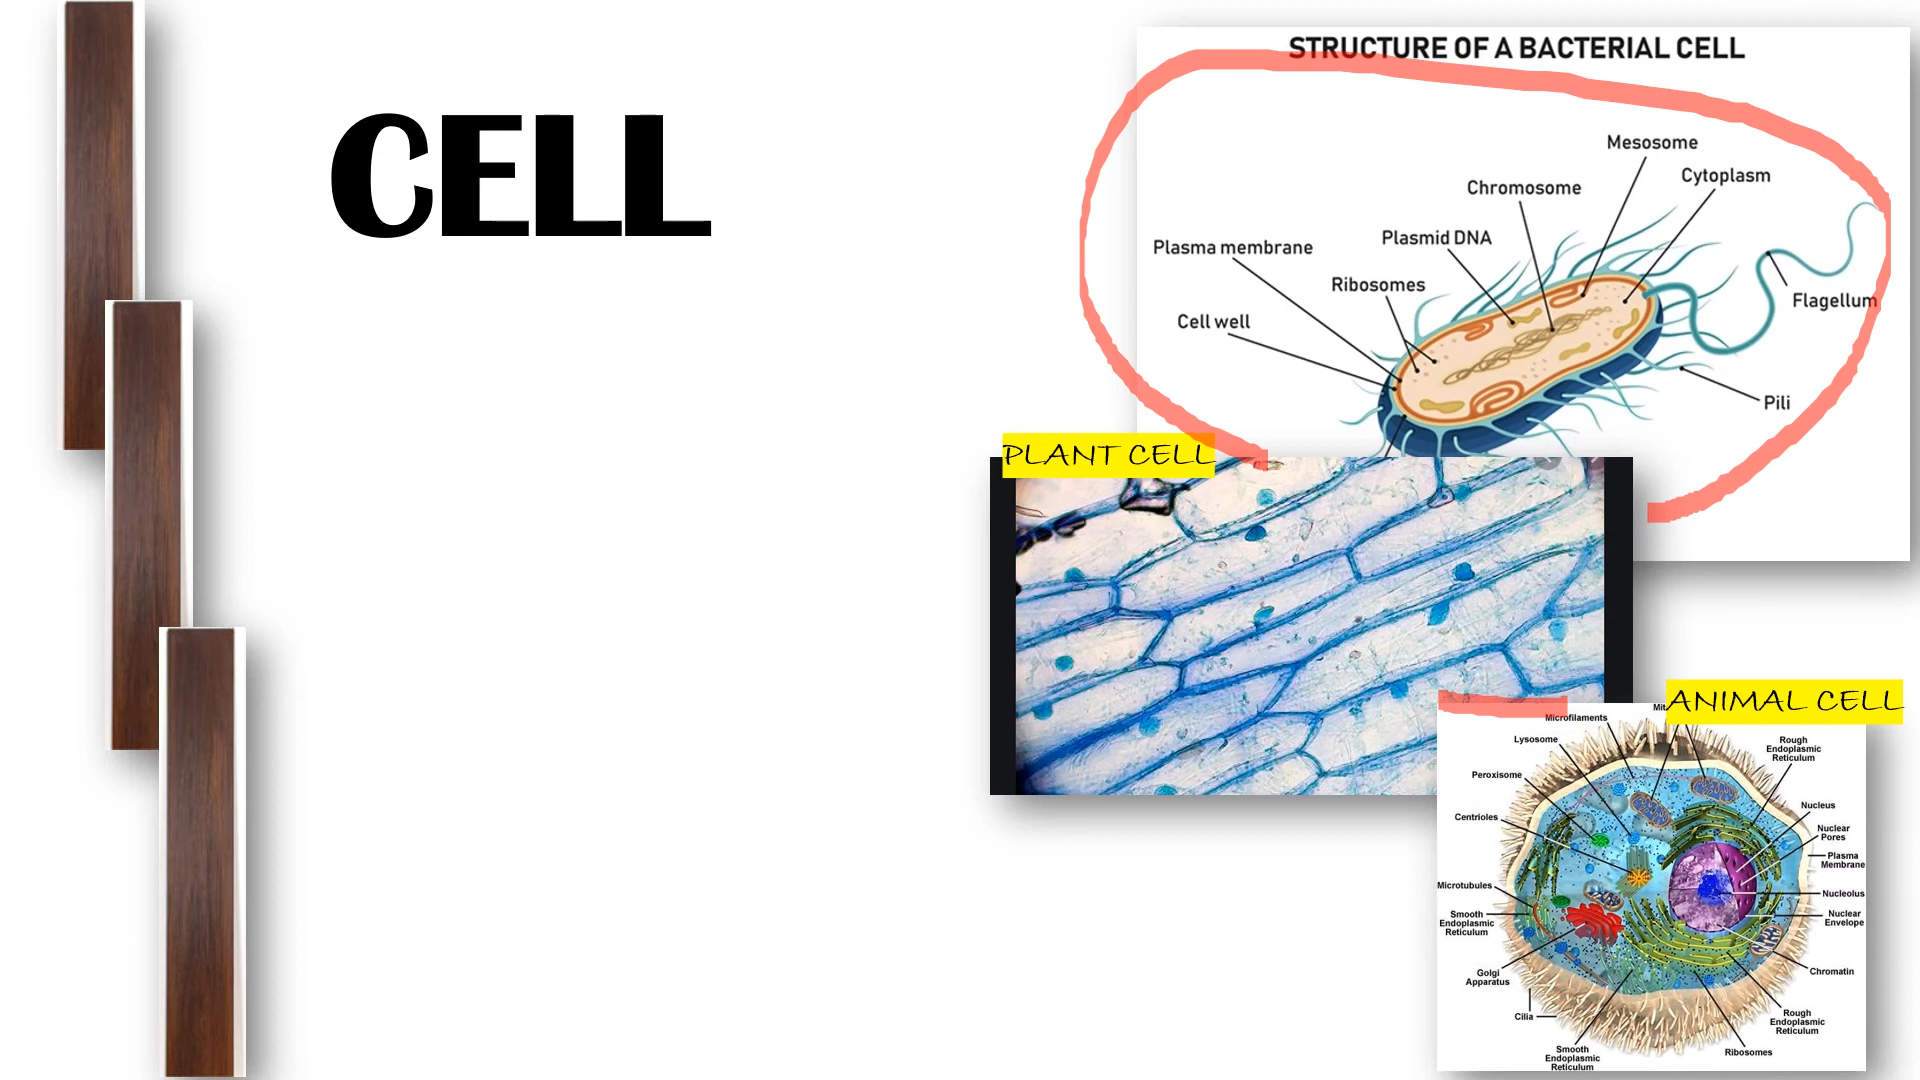 CELL
STRUCTURE OF A BACTERIAL CELL
Mesosome
Cytoplasm
Chromosome
Plasmid DNA
Plasma membrane
Ribosomes
Cell well
Flagellum
Pili
PLANT CELL
ANIMAL CELL
Microfilaments
Lysosome
Rough
Endoplasmic
Reticulum
Peroxisome
Nucleus
Centrioles
Nuclear
Pores
Plasma
Membrane
Microtubules
Nucleolus
Smooth
Endoplasmic
Reticulum
Nuclear
Envelope
Golgi
Apparatus
Chromatin
Cilia
Rough
Endoplasmic
Reticulum
Ribosomes
Smooth
Endoplasmic
Reticulum